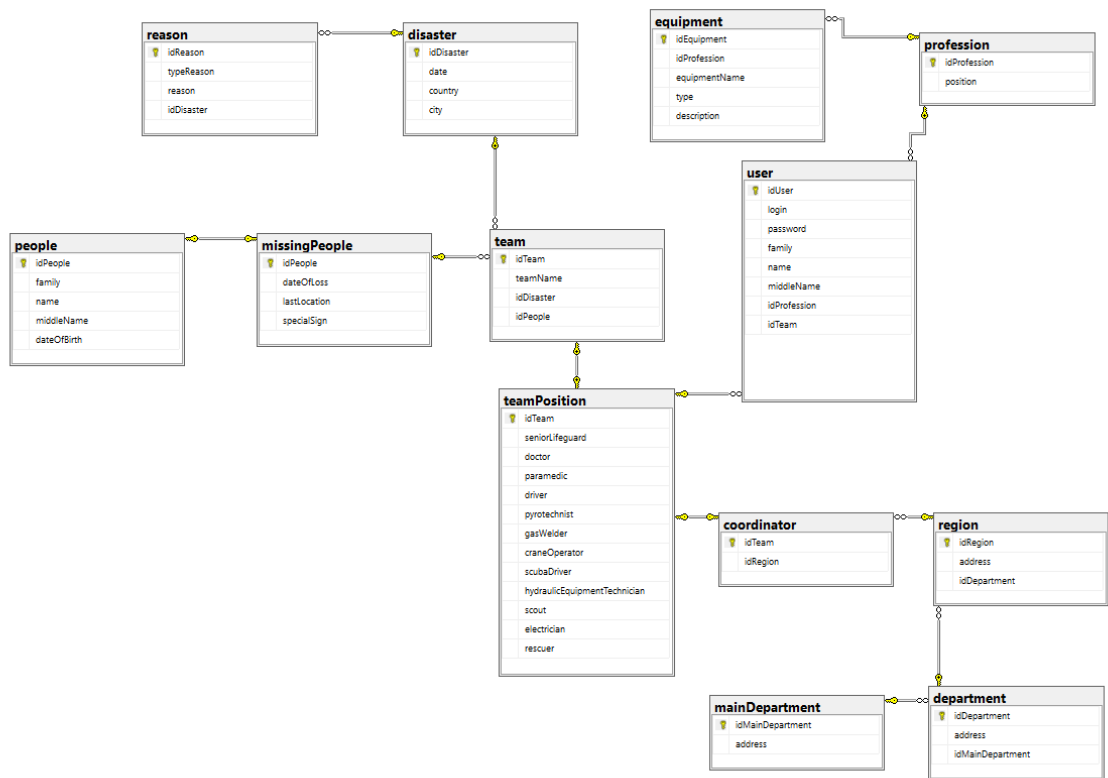 reason
idReason
typeReason
reason
idDisaster
disaster
idDisaster
date
country
city
equipment
idEquipment
idProfession
equipmentName
type
description
profession
idProfession
position
user
idUser
login
password
family
name
middleName
idProfession
idTeam
people
idPeople
family
name
middleName
dateOfBirth
missingPeople
idPeople
dateOfLoss
lastLocation
specialSign
team
idTeam
teamName
idDisaster
idPeople
teamPosition
idTeam
seniorLifeguard
doctor
paramedic
driver
pyrotechnist
gasWelder
craneOperator
scubaDriver
hydraulicEquipmentTechnician
scout
electrician
rescuer
coordinator
idTeam
idRegion
region
idRegion
address
idDepartment
mainDepartment
idMainDepartment
address
department
idDepartment
address
idMainDepartment